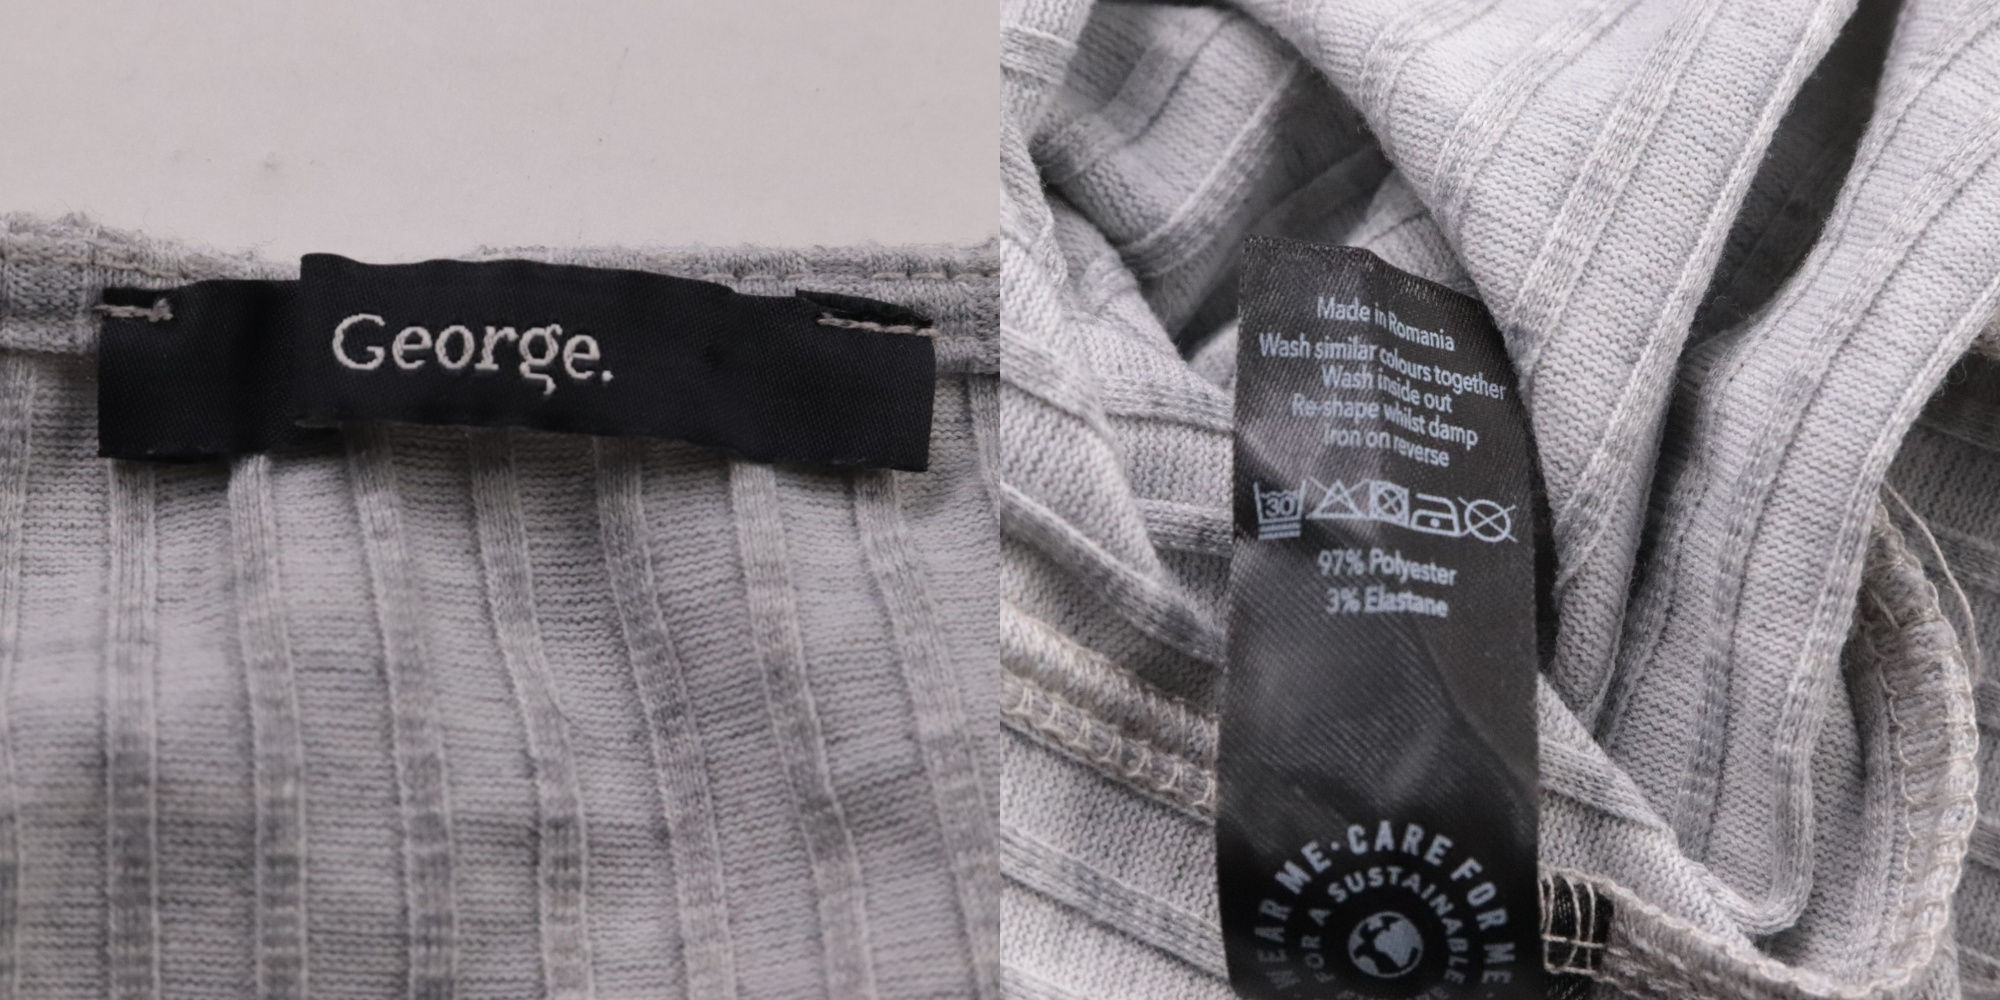 George.
Made in Romania
Wash similar colours together
Wash inside out
Re-shape whilst damp
Iron on reverse
30
97% Polyester
3% Elastane
WEAR ME · CARE FOR ME ·
FOR A SUSTAINABLE